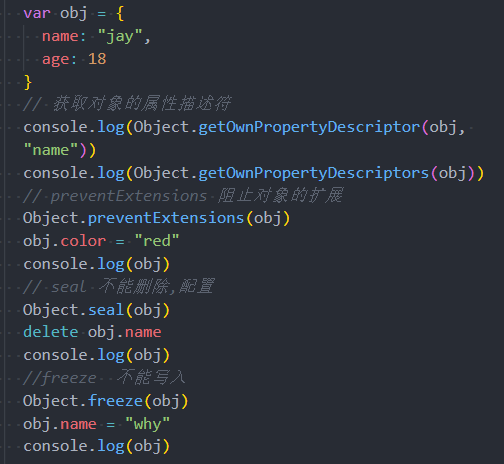 var obj = {
name: "jay",
age: 18
}
// 获取对象的属性描述符
console.log(Object.getOwnPropertyDescriptor(obj,
"name"))
console.log(Object.getOwnPropertyDescriptors(obj))
// preventExtensions 阻止对象的扩展
Object.preventExtensions(obj)
obj.color = "red"
console.log(obj)
// seal 不能删除,配置
Object.seal(obj)
delete obj.name
console.log(obj)
//freeze 不能写入
Object.freeze(obj)
obj.name = "why"
console.log(obj)